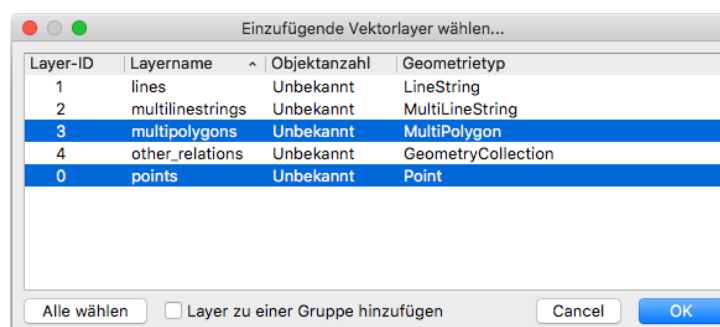 Einzufügende Vektorlayer wählen...
Layer-ID Layername Objektanzahl Geometrietyp
1 lines Unbekannt LineString
2 multilinestrings Unbekannt MultiLineString
3 multipolygons Unbekannt MultiPolygon
4 other_relations Unbekannt GeometryCollection
0 points Unbekannt Point
Alle wählen Layer zu einer Gruppe hinzufügen Cancel OK